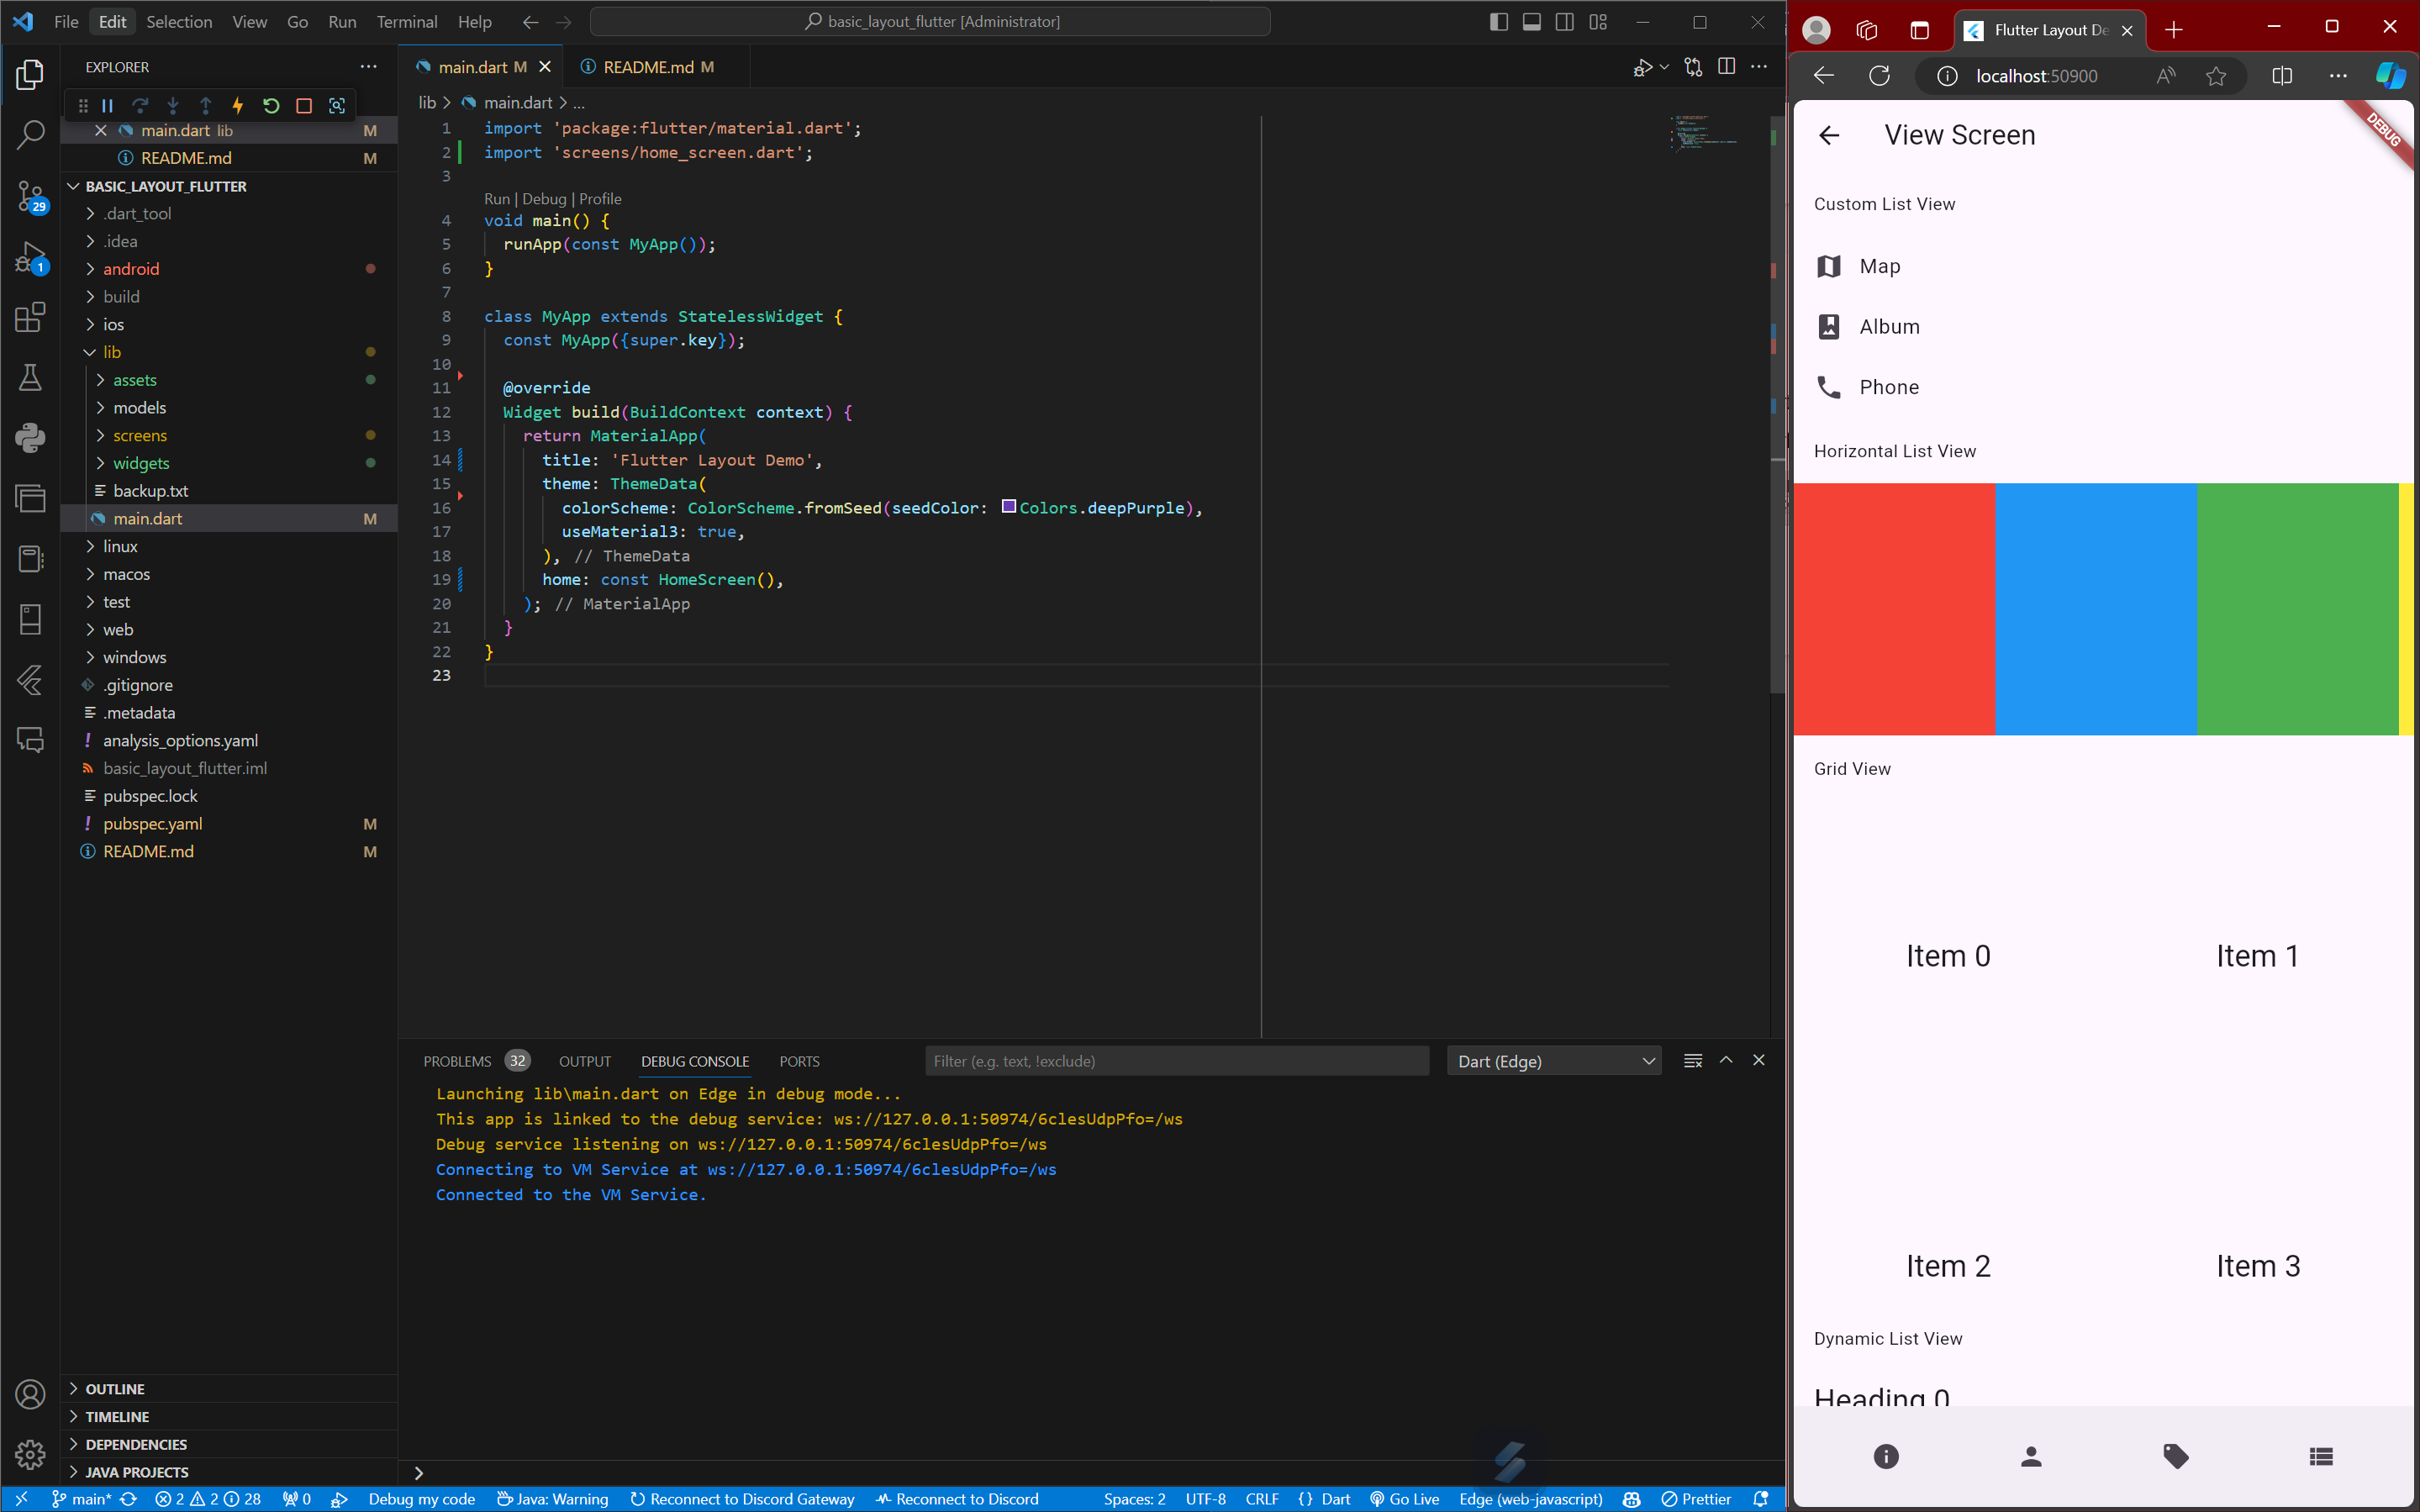 File Edit Selection View Go Run Terminal Help
basic_layout_flutter [Administrator]
EXPLORER
main.dart lib M
README.md M
BASIC_LAYOUT_FLUTTER
.dart_tool
.idea
android
build
ios
lib
assets
models
screens
widgets
backup.txt
main.dart M
linux
macos
test
web
windows
.gitignore
.metadata
analysis_options.yaml
basic_layout_flutter.iml
pubspec.lock
pubspec.yaml M
README.md M
OUTLINE
TIMELINE
DEPENDENCIES
JAVA PROJECTS
29
1
main.dart M
README.md M
lib > main.dart > ...
1 import 'package:flutter/material.dart';
2 import 'screens/home_screen.dart';
3
Run | Debug | Profile
4 void main() {
5 runApp(const MyApp());
6 }
7
8 class MyApp extends StatelessWidget {
9 const MyApp({super.key});
10
11 @override
12 Widget build(BuildContext context) {
13 return MaterialApp(
14 title: 'Flutter Layout Demo',
15 theme: ThemeData(
16 colorScheme: ColorScheme.fromSeed(seedColor: Colors.deepPurple),
17 useMaterial3: true,
18 ), // ThemeData
19 home: const HomeScreen(),
20 ); // MaterialApp
21 }
22 }
23
PROBLEMS 32 OUTPUT DEBUG CONSOLE PORTS
Filter (e.g. text, !exclude)
Dart (Edge)
Launching lib\main.dart on Edge in debug mode...
This app is linked to the debug service: ws://127.0.0.1:50974/6clesUdpPfo=/ws
Debug service listening on ws://127.0.0.1:50974/6clesUdpPfo=/ws
Connecting to VM Service at ws://127.0.0.1:50974/6clesUdpPfo=/ws
Connected to the VM Service.
main* 2 2 28 0 Debug my code Java: Warning Reconnect to Discord Gateway Reconnect to Discord Spaces: 2 UTF-8 CRLF {} Dart Go Live Edge (web-javascript) Prettier
Flutter Layout De
localhost:50900
View Screen
DEBUG
Custom List View
Map
Album
Phone
Horizontal List View
Grid View
Item 0 Item 1
Item 2 Item 3
Dynamic List View
Heading 0